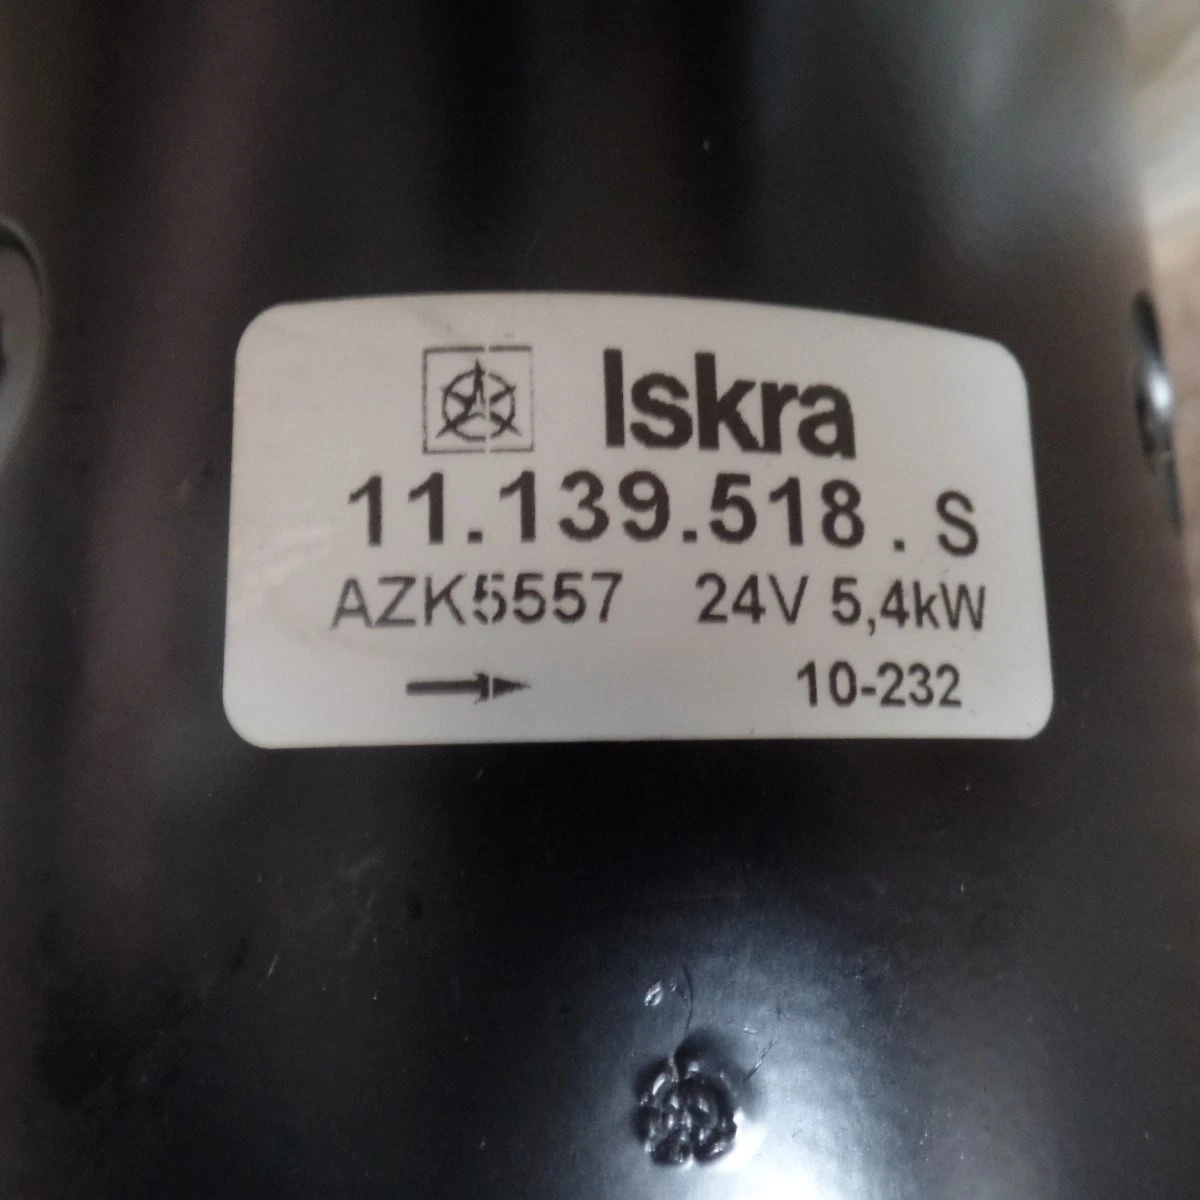 Iskra
11.139.518.S
AZK5557 24V 5,4kW
10-232